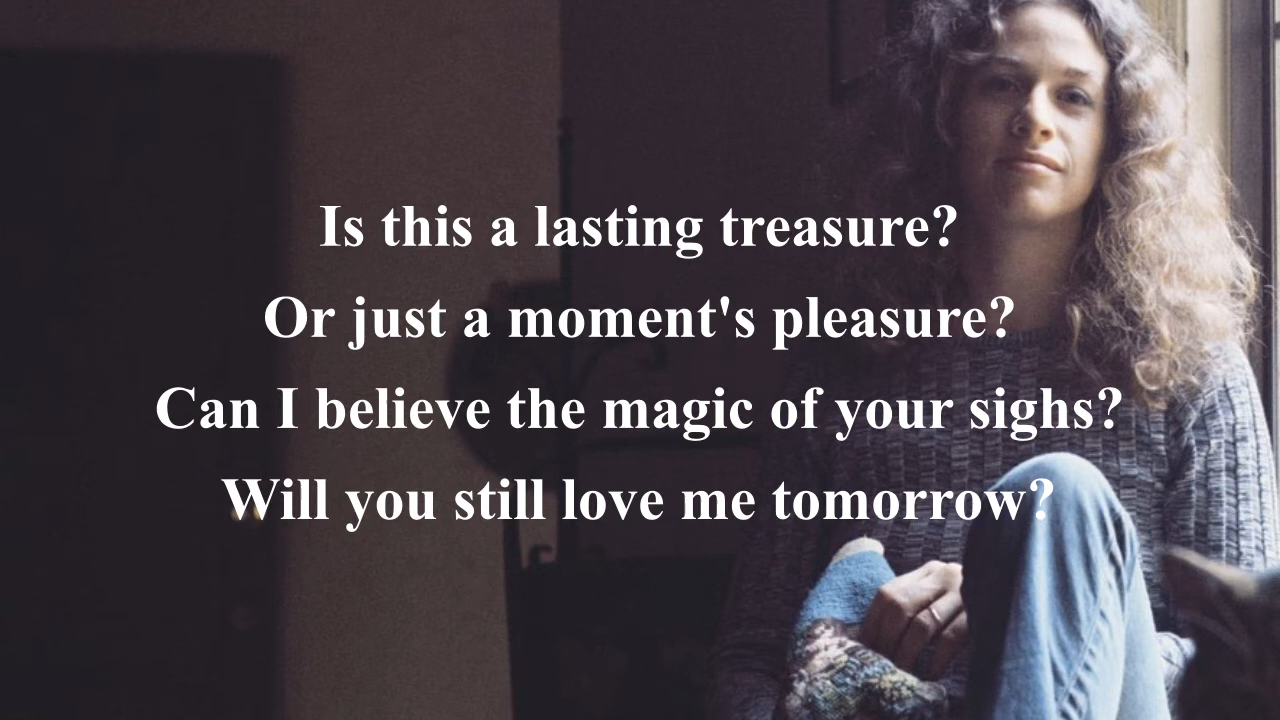 Is this a lasting treasure?
Or just a moment's pleasure?
Can I believe the magic of your sighs?
Will you still love me tomorrow?